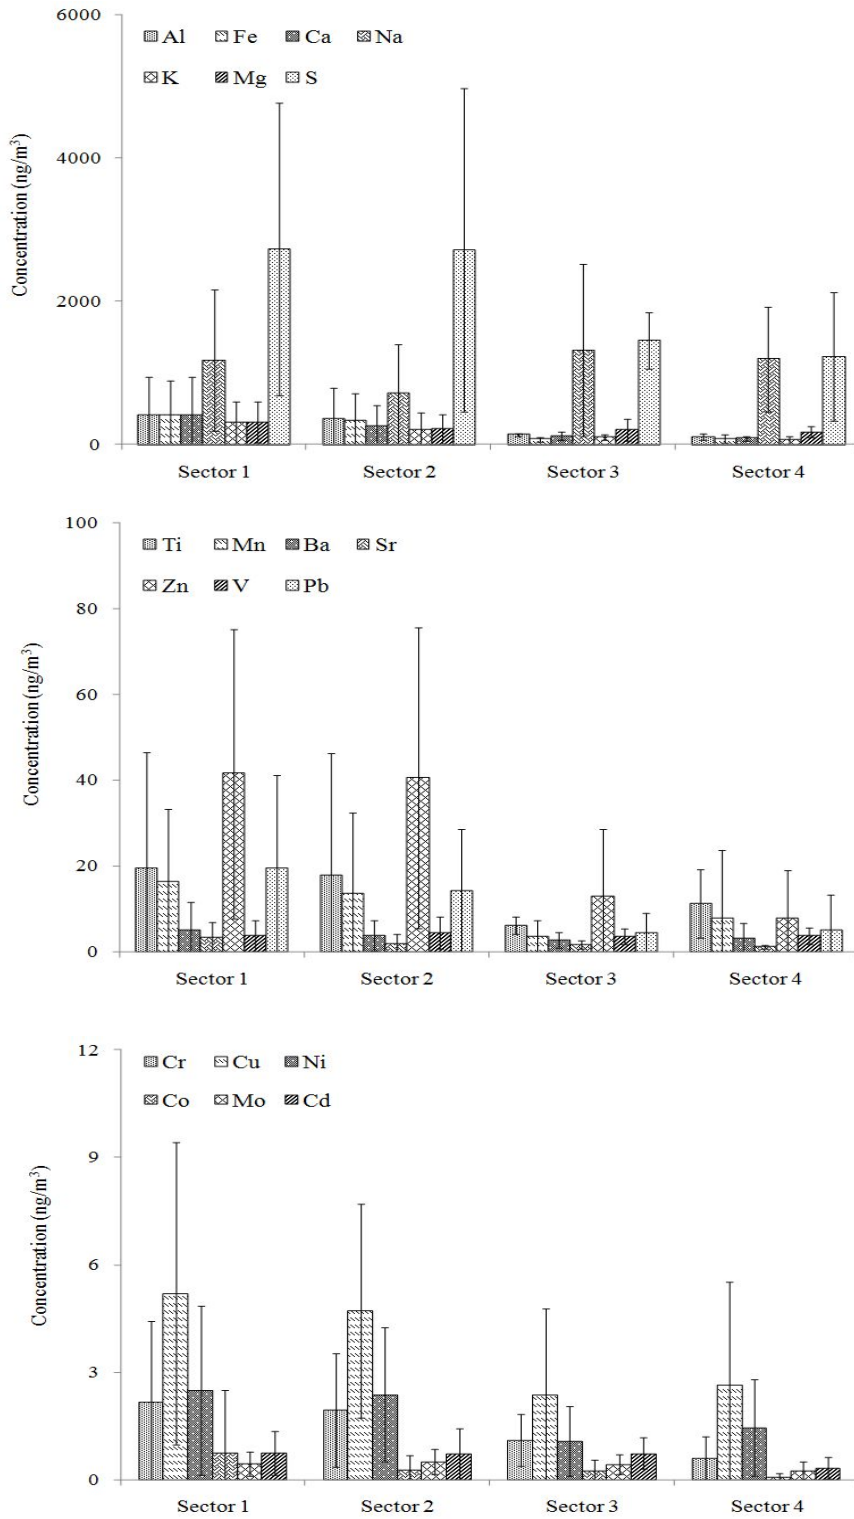 6000
Al Fe Ca Na
K Mg S
4000
Concentration (ng/m³)
2000
0
Sector 1 Sector 2 Sector 3 Sector 4
100
Ti Mn Ba Sr
Zn V Pb
80
60
Concentration (ng/m³)
40
20
0
Sector 1 Sector 2 Sector 3 Sector 4
12
Cr Cu Ni
Co Mo Cd
9
Concentration (ng/m³)
6
3
0
Sector 1 Sector 2 Sector 3 Sector 4